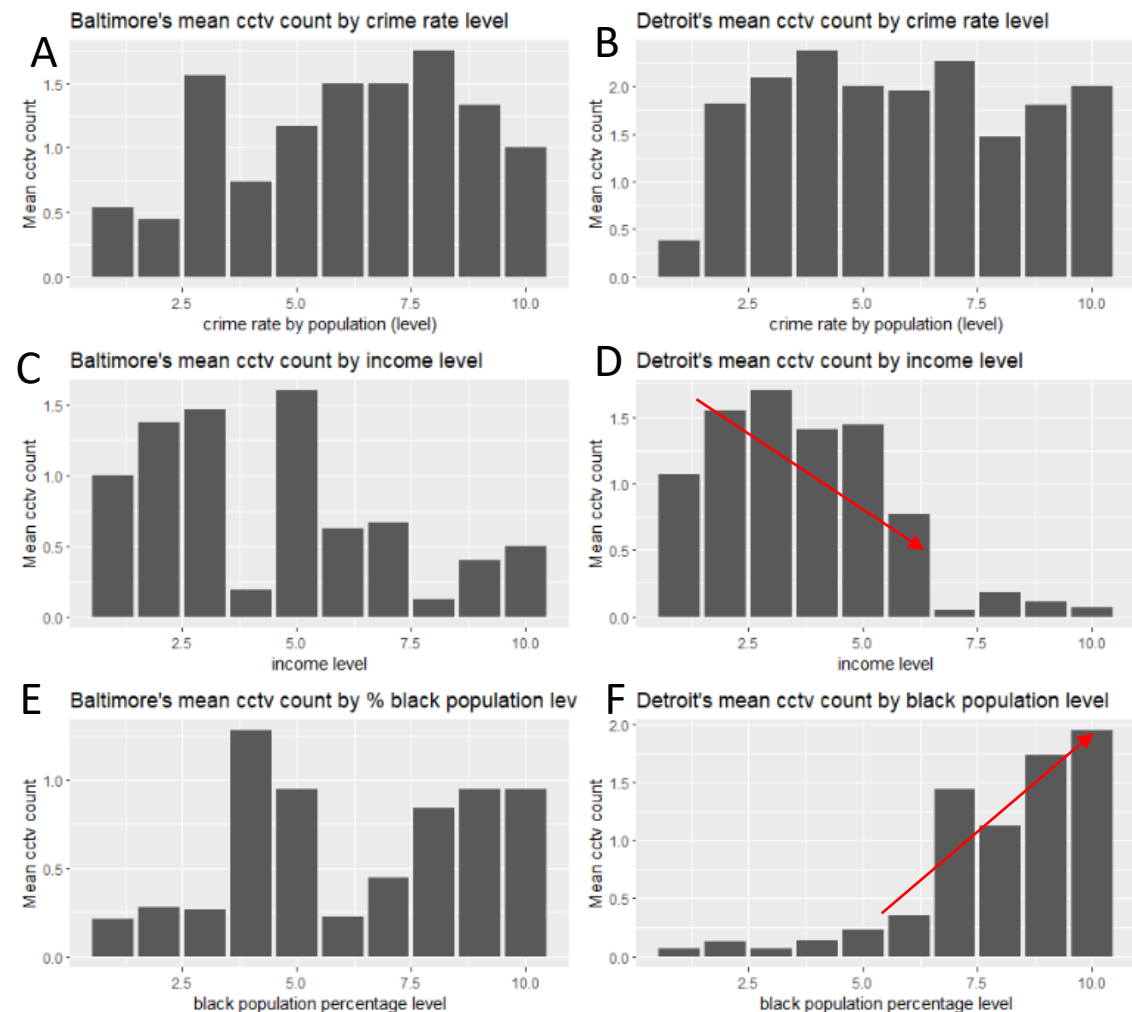 A
Baltimore's mean cctv count by crime rate level
Mean cctv count
1.5
1.0
0.5
0.0
2.5 5.0 7.5 10.0
crime rate by population (level)
B
Detroit's mean cctv count by crime rate level
Mean cctv count
2.0
1.5
1.0
0.5
0.0
2.5 5.0 7.5 10.0
crime rate by population (level)
C
Baltimore's mean cctv count by income level
Mean cctv count
1.5
1.0
0.5
0.0
2.5 5.0 7.5 10.0
income level
D
Detroit's mean cctv count by income level
Mean cctv count
1.5
1.0
0.5
0.0
2.5 5.0 7.5 10.0
income level
E
Baltimore's mean cctv count by % black population lev
Mean cctv count
1.0
0.5
0.0
2.5 5.0 7.5 10.0
black population percentage level
F
Detroit's mean cctv count by black population level
Mean cctv count
2.0
1.5
1.0
0.5
0.0
2.5 5.0 7.5 10.0
black population percentage level